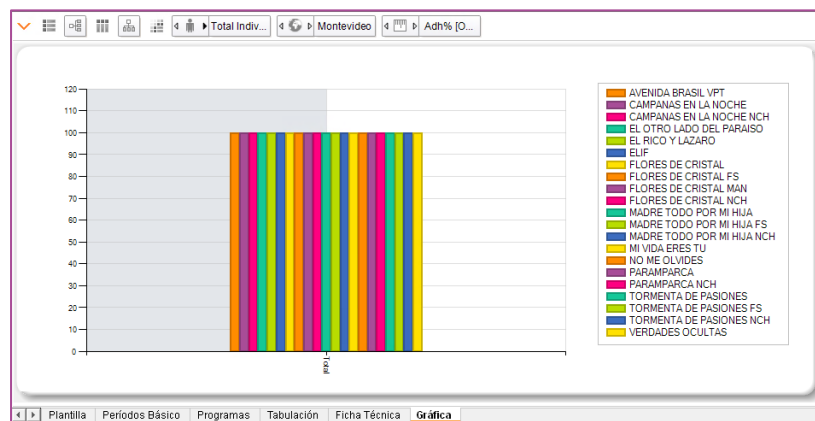 Total Indiv...
Montevideo
Adh% [O...
120
110
100
90
80
70
60
50
40
30
20
10
0
Total
AVENIDA BRASIL VPT
CAMPANAS EN LA NOCHE
CAMPANAS EN LA NOCHE NCH
EL OTRO LADO DEL PARAISO
EL RICO Y LAZARO
ELIF
FLORES DE CRISTAL
FLORES DE CRISTAL FS
FLORES DE CRISTAL MAN
FLORES DE CRISTAL NCH
MADRE TODO POR MI HIJA
MADRE TODO POR MI HIJA FS
MADRE TODO POR MI HIJA NCH
MI VIDA ERES TU
NO ME OLVIDES
PARAMPARCA
PARAMPARCA NCH
TORMENTA DE PASIONES
TORMENTA DE PASIONES FS
TORMENTA DE PASIONES NCH
VERDADES OCULTAS
Plantilla Períodos Básico Programas Tabulación Ficha Técnica Gráfica